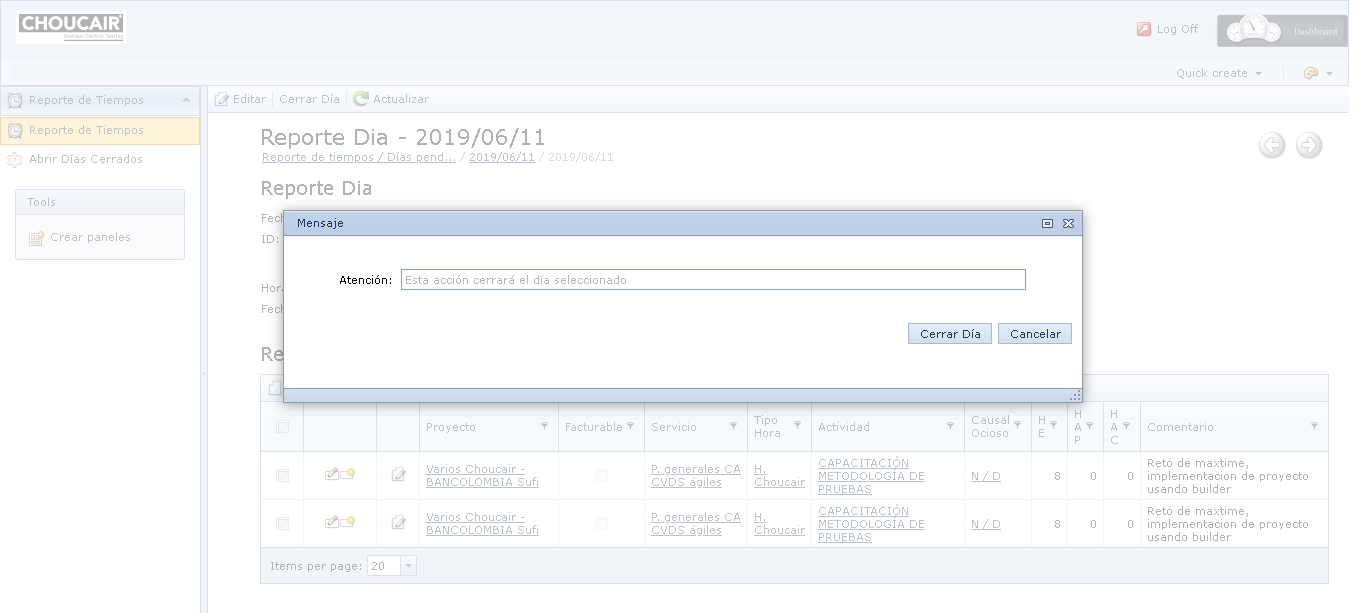 CHOUCAIR
Business Centric Testing
Log Off
Dashboard
Quick create
Reporte de Tiempos
Reporte de Tiempos
Abrir Días Cerrados
Tools
Crear paneles
Editar
Cerrar Día
Actualizar
Reporte Dia - 2019/06/11
Reporte de tiempos / Días pend... / 2019/06/11 / 2019/06/11
Reporte Dia
ID:
Mensaje
Atención: Esta acción cerrará el día seleccionado
Cerrar Día
Cancelar
Proyecto
Facturable
Servicio
Tipo
Hora
Actividad
Causal
Ocioso
H
E
H
A
P
H
A
C
Comentario
Varios Choucair -
BANCOLOMBIA Sufi
P. generales CA
CVDS ágiles
H.
Choucair
CAPACITACIÓN
METODOLOGÍA DE
PRUEBAS
N / D
8
0
0
Reto de maxtime,
implementacion de proyecto
usando builder
Varios Choucair -
BANCOLOMBIA Sufi
P. generales CA
CVDS ágiles
H.
Choucair
CAPACITACIÓN
METODOLOGÍA DE
PRUEBAS
N / D
8
0
0
Reto de maxtime,
implementacion de proyecto
usando builder
Items per page: 20